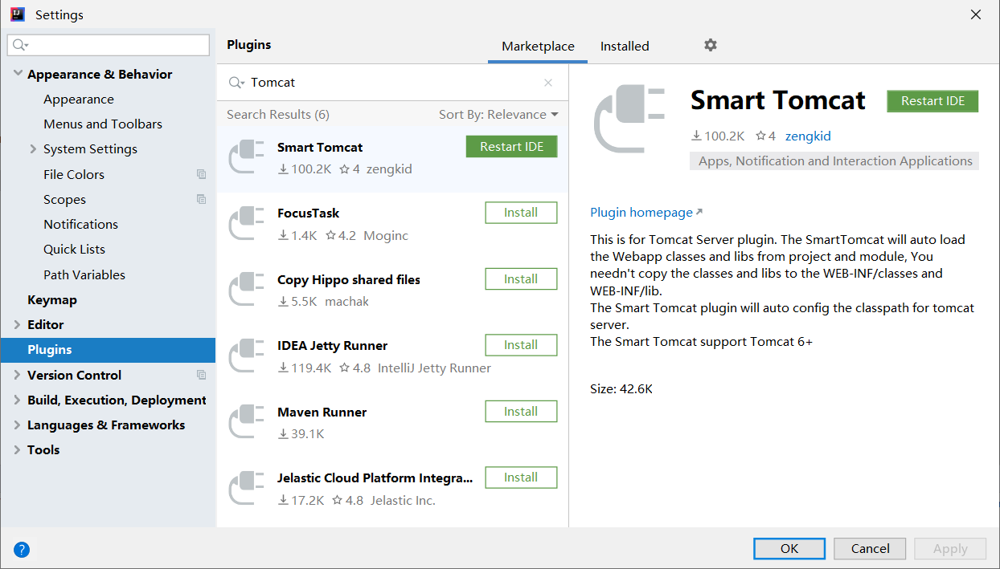 Settings
Plugins
Marketplace
Installed
Appearance & Behavior
Appearance
Menus and Toolbars
System Settings
File Colors
Scopes
Notifications
Quick Lists
Path Variables
Keymap
Editor
Plugins
Version Control
Build, Execution, Deployment
Languages & Frameworks
Tools
Tomcat
Search Results (6)
Sort By: Relevance
Smart Tomcat
Restart IDE
100.2K 4 zengkid
FocusTask
Install
1.4K 4.2 Moginc
Copy Hippo shared files
Install
5.5K machak
IDEA Jetty Runner
Install
119.4K 4.8 IntelliJ Jetty Runner
Maven Runner
Install
39.1K
Jelastic Cloud Platform Integra...
Install
17.2K 4.8 Jelastic Inc.
Smart Tomcat
Restart IDE
100.2K 4 zengkid
Apps, Notification and Interaction Applications
Plugin homepage
This is for Tomcat Server plugin. The SmartTomcat will auto load
the Webapp classes and libs from project and module, You
needn't copy the classes and libs to the WEB-INF/classes and
WEB-INF/lib.
The Smart Tomcat plugin will auto config the classpath for tomcat
server.
The Smart Tomcat support Tomcat 6+
Size: 42.6K
?
OK
Cancel
Apply